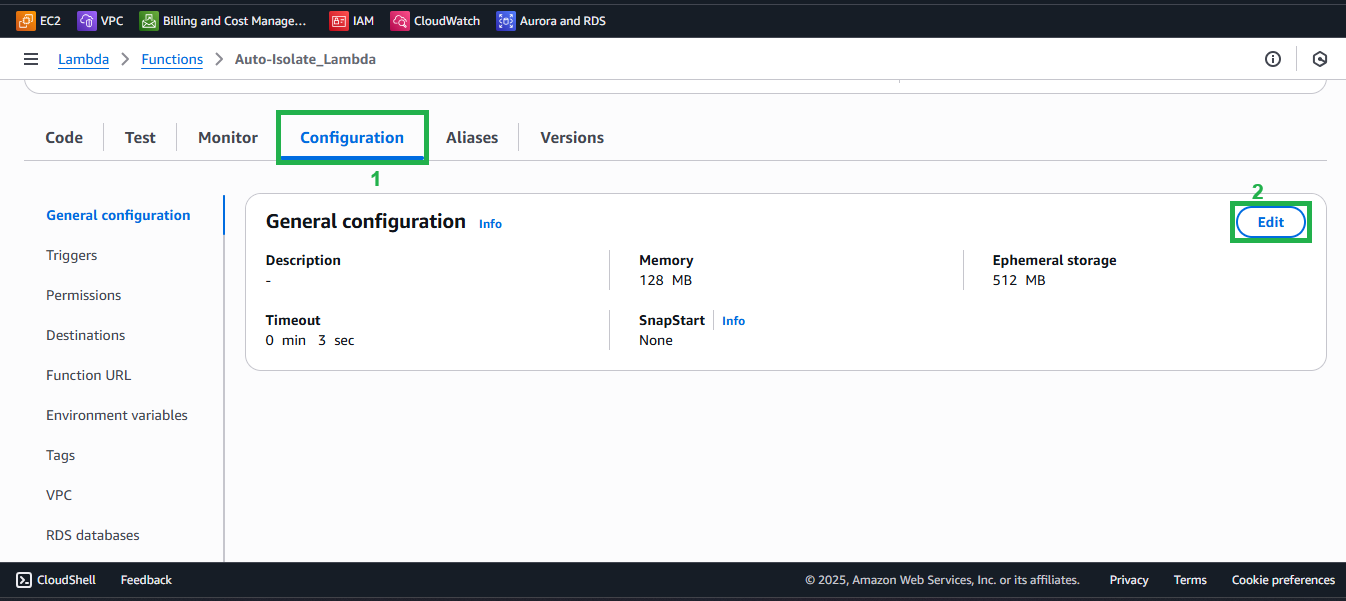 EC2 VPC Billing and Cost Manage... IAM CloudWatch Aurora and RDS
Lambda Functions Auto-Isolate_Lambda
Code Test Monitor Configuration Aliases Versions
1
2
General configuration
Triggers
Permissions
Destinations
Function URL
Environment variables
Tags
VPC
RDS databases
General configuration Info Edit
Description
-
Memory
128 MB
Ephemeral storage
512 MB
Timeout
0 min 3 sec
SnapStart Info
None
CloudShell Feedback © 2025, Amazon Web Services, Inc. or its affiliates. Privacy Terms Cookie preferences